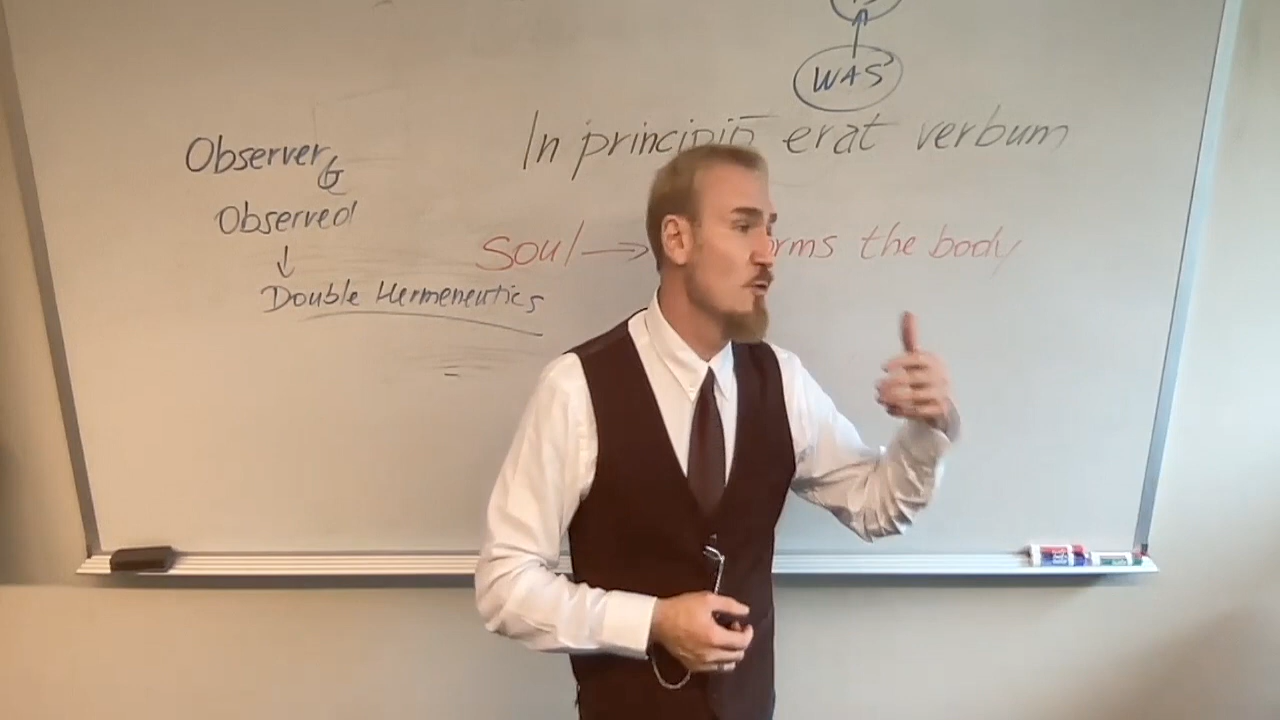 WAS
In principio erat verbum
Observer &
Observed
soul → the body
↓
Double Hermeneutics